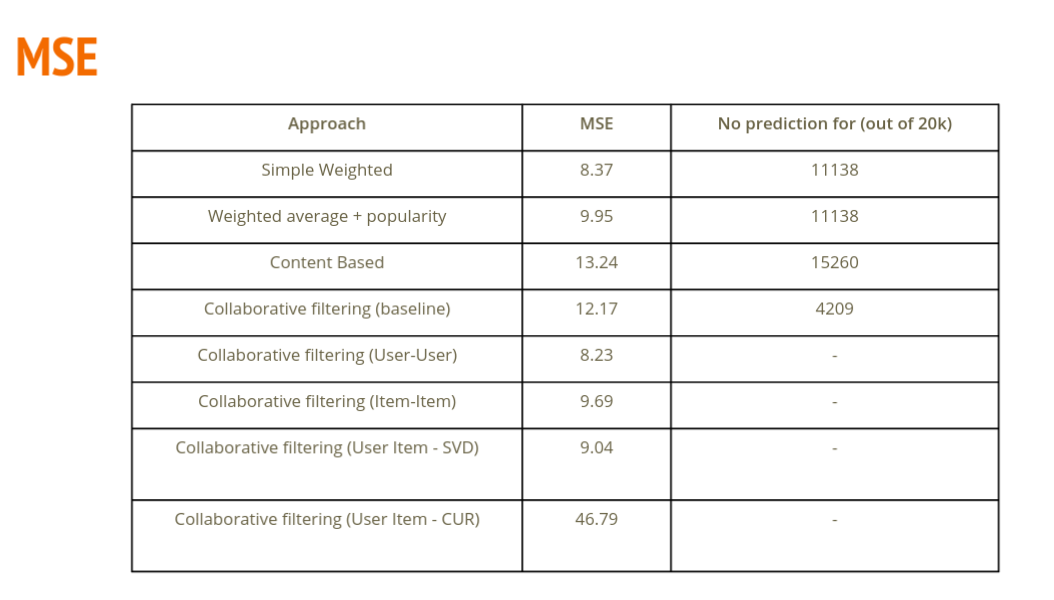 MSE
Approach MSE No prediction for (out of 20k)
Simple Weighted 8.37 11138
Weighted average + popularity 9.95 11138
Content Based 13.24 15260
Collaborative filtering (baseline) 12.17 4209
Collaborative filtering (User-User) 8.23 -
Collaborative filtering (Item-Item) 9.69 -
Collaborative filtering (User Item - SVD) 9.04 -
Collaborative filtering (User Item - CUR) 46.79 -